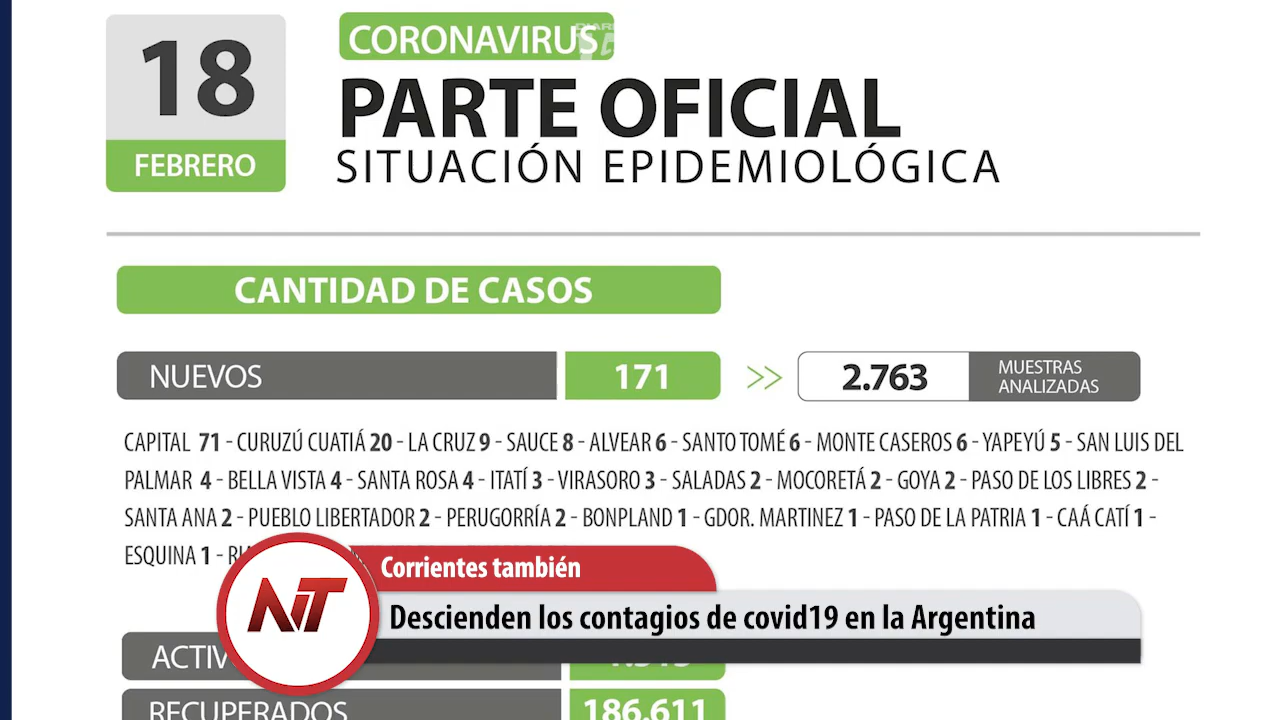 18
FEBRERO
CORONAVIRUS
PARTE OFICIAL
SITUACIÓN EPIDEMIOLÓGICA
CANTIDAD DE CASOS
NUEVOS 171 >> 2.763 MUESTRAS
ANALIZADAS
CAPITAL 71 - CURUZÚ CUATIÁ 20 - LA CRUZ 9 - SAUCE 8 - ALVEAR 6 - SANTO TOMÉ 6 - MONTE CASEROS 6 - YAPEYÚ 5 - SAN LUIS DEL
PALMAR 4 - BELLA VISTA 4 - SANTA ROSA 4 - ITATÍ 3 - VIRASORO 3 - SALADAS 2 - MOCORETÁ 2 - GOYA 2 - PASO DE LOS LIBRES 2 -
SANTA ANA 2 - PUEBLO LIBERTADOR 2 - PERUGORRÍA 2 - BONPLAND 1 - GDOR. MARTINEZ 1 - PASO DE LA PATRIA 1 - CAÁ CATÍ 1 -
ESQUINA 1 -
NT
Corrientes también
Descienden los contagios de covid19 en la Argentina
RECUPERADOS 186.611